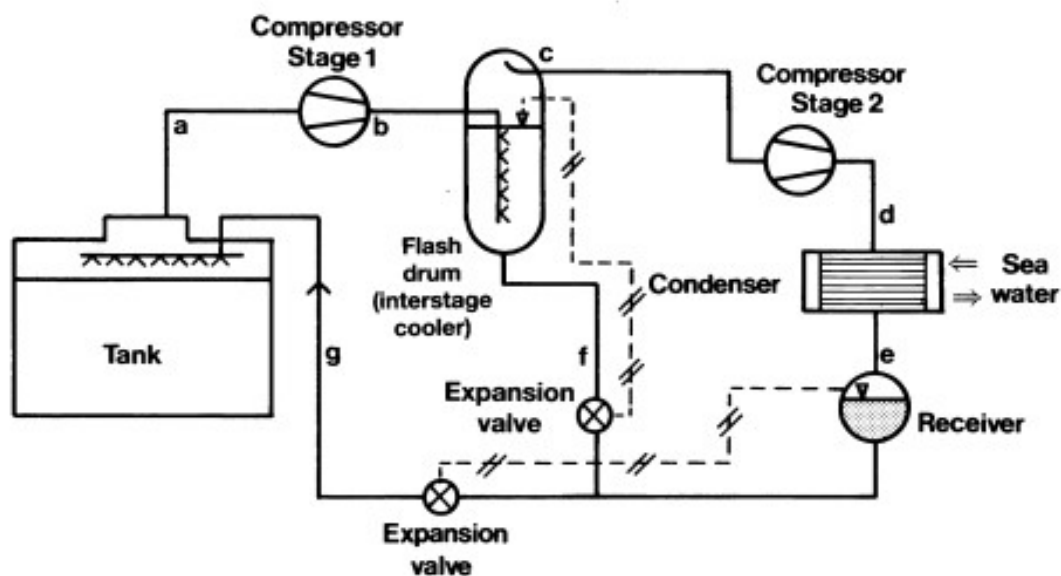 Compressor
Stage 1
c
Compressor
Stage 2
a
b
d
Flash
drum
(interstage
cooler)
Condenser
Sea
water
Tank
g
f
e
Expansion
valve
Receiver
Expansion
valve